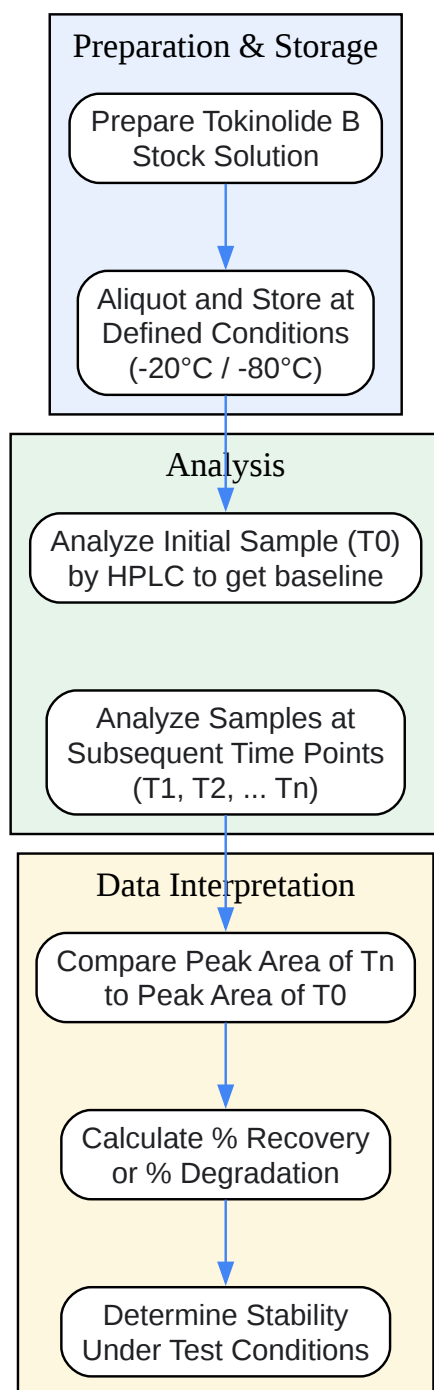 Preparation & Storage
Prepare Tokinolide B
Stock Solution
Aliquot and Store at
Defined Conditions
(-20°C / -80°C)
Analysis
Analyze Initial Sample (T0)
by HPLC to get baseline
Analyze Samples at
Subsequent Time Points
(T1, T2, ... Tn)
Data Interpretation
Compare Peak Area of Tn
to Peak Area of T0
Calculate % Recovery
or % Degradation
Determine Stability
Under Test Conditions